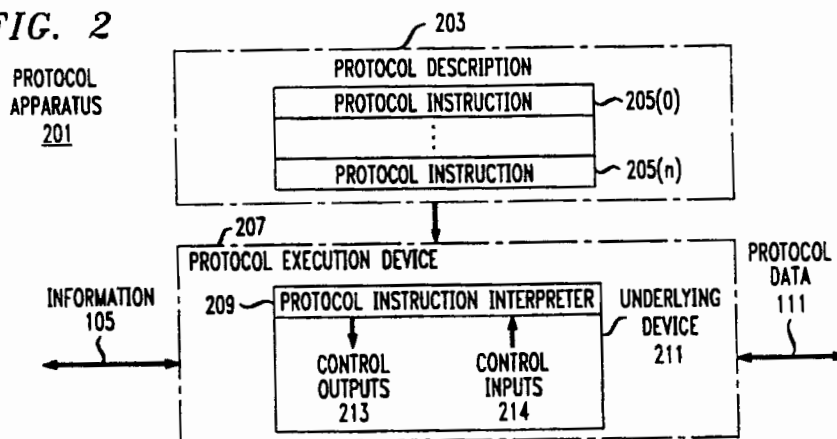 FIG. 2
203
PROTOCOL
APPARATUS
201
PROTOCOL DESCRIPTION
PROTOCOL INSTRUCTION
205(0)
PROTOCOL INSTRUCTION
205(n)
207
PROTOCOL EXECUTION DEVICE
INFORMATION
105
209
PROTOCOL INSTRUCTION INTERPRETER
CONTROL
OUTPUTS
213
CONTROL
INPUTS
214
UNDERLYING
DEVICE
211
PROTOCOL
DATA
111